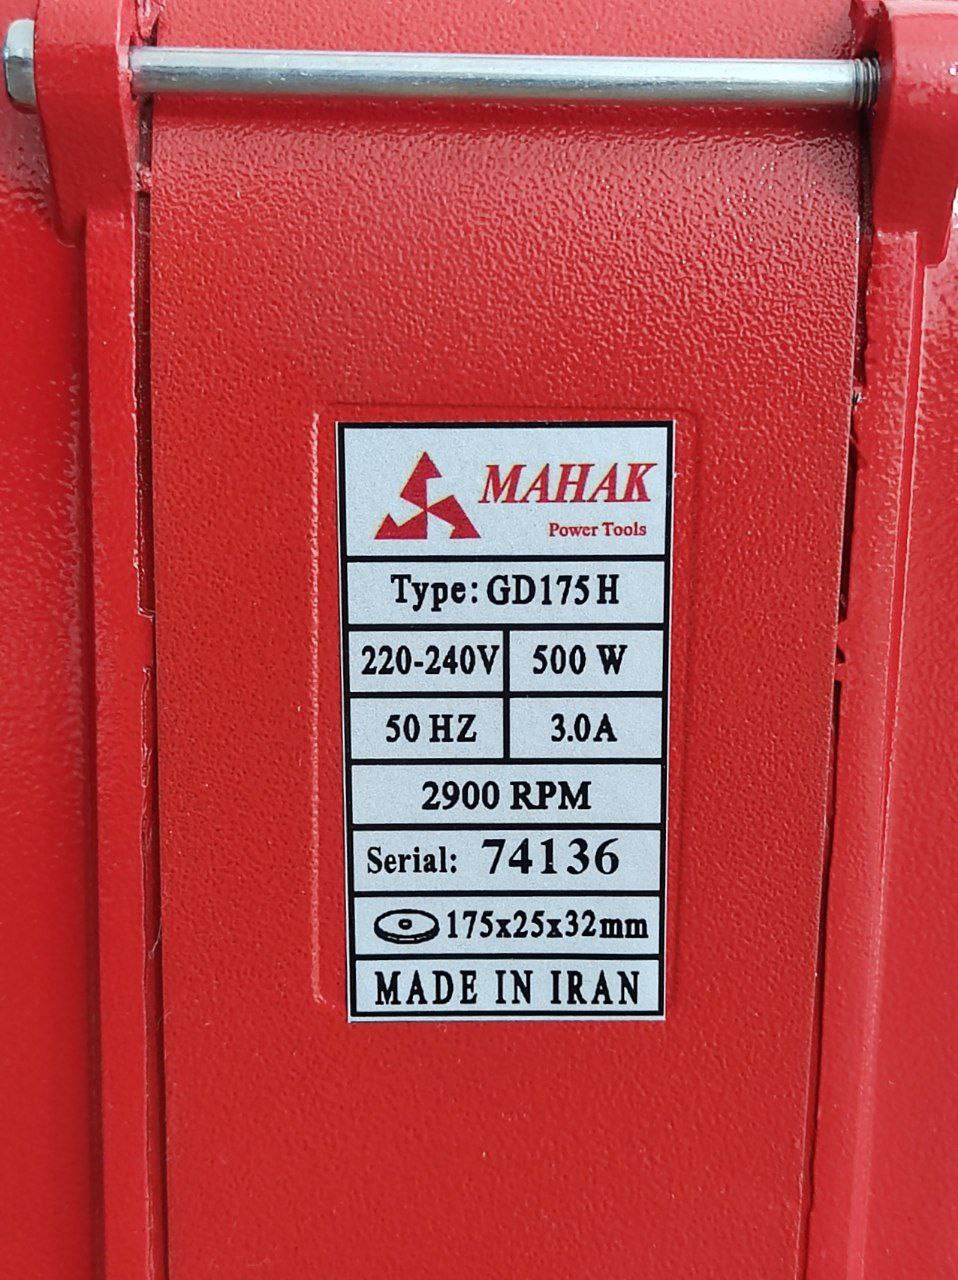 MAHAK
Power Tools
Type: GD175H
220-240V 500 W
50 HZ 3.0A
2900 RPM
Serial: 74136
175x25x32mm
MADE IN IRAN